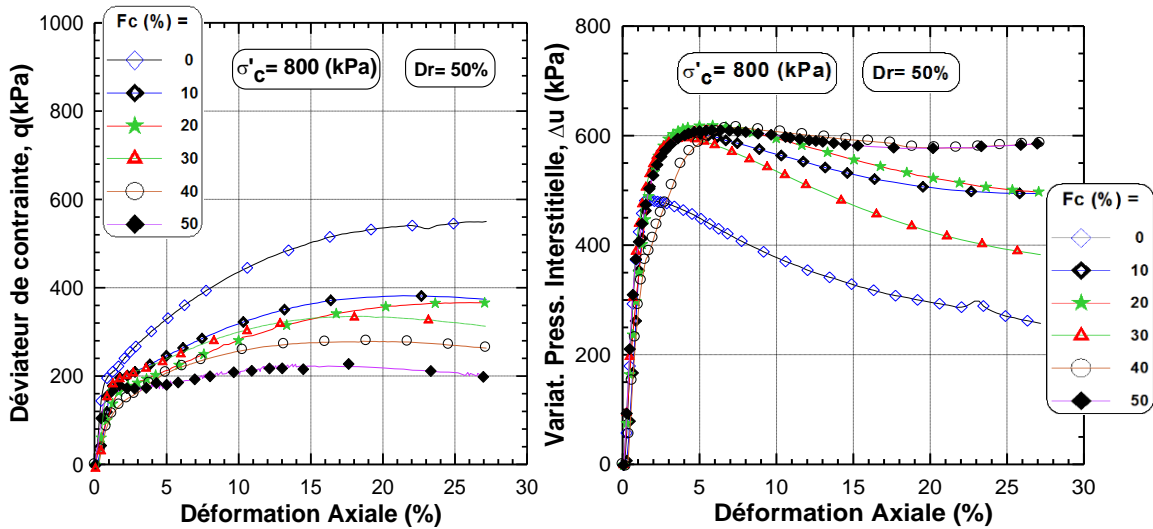 Fc (%) =
0
10
20
30
40
50
σ'c= 800 (kPa)
Dr= 50%
Déviateur de contrainte, q(kPa)
1000
800
600
400
200
0
0 5 10 15 20 25 30
Déformation Axiale (%)
σ'c= 800 (kPa)
Dr= 50%
Variat. Press. Interstitielle, Δu (kPa)
800
600
400
200
0
0 5 10 15 20 25 30
Déformation Axiale (%)
Fc (%) =
0
10
20
30
40
50